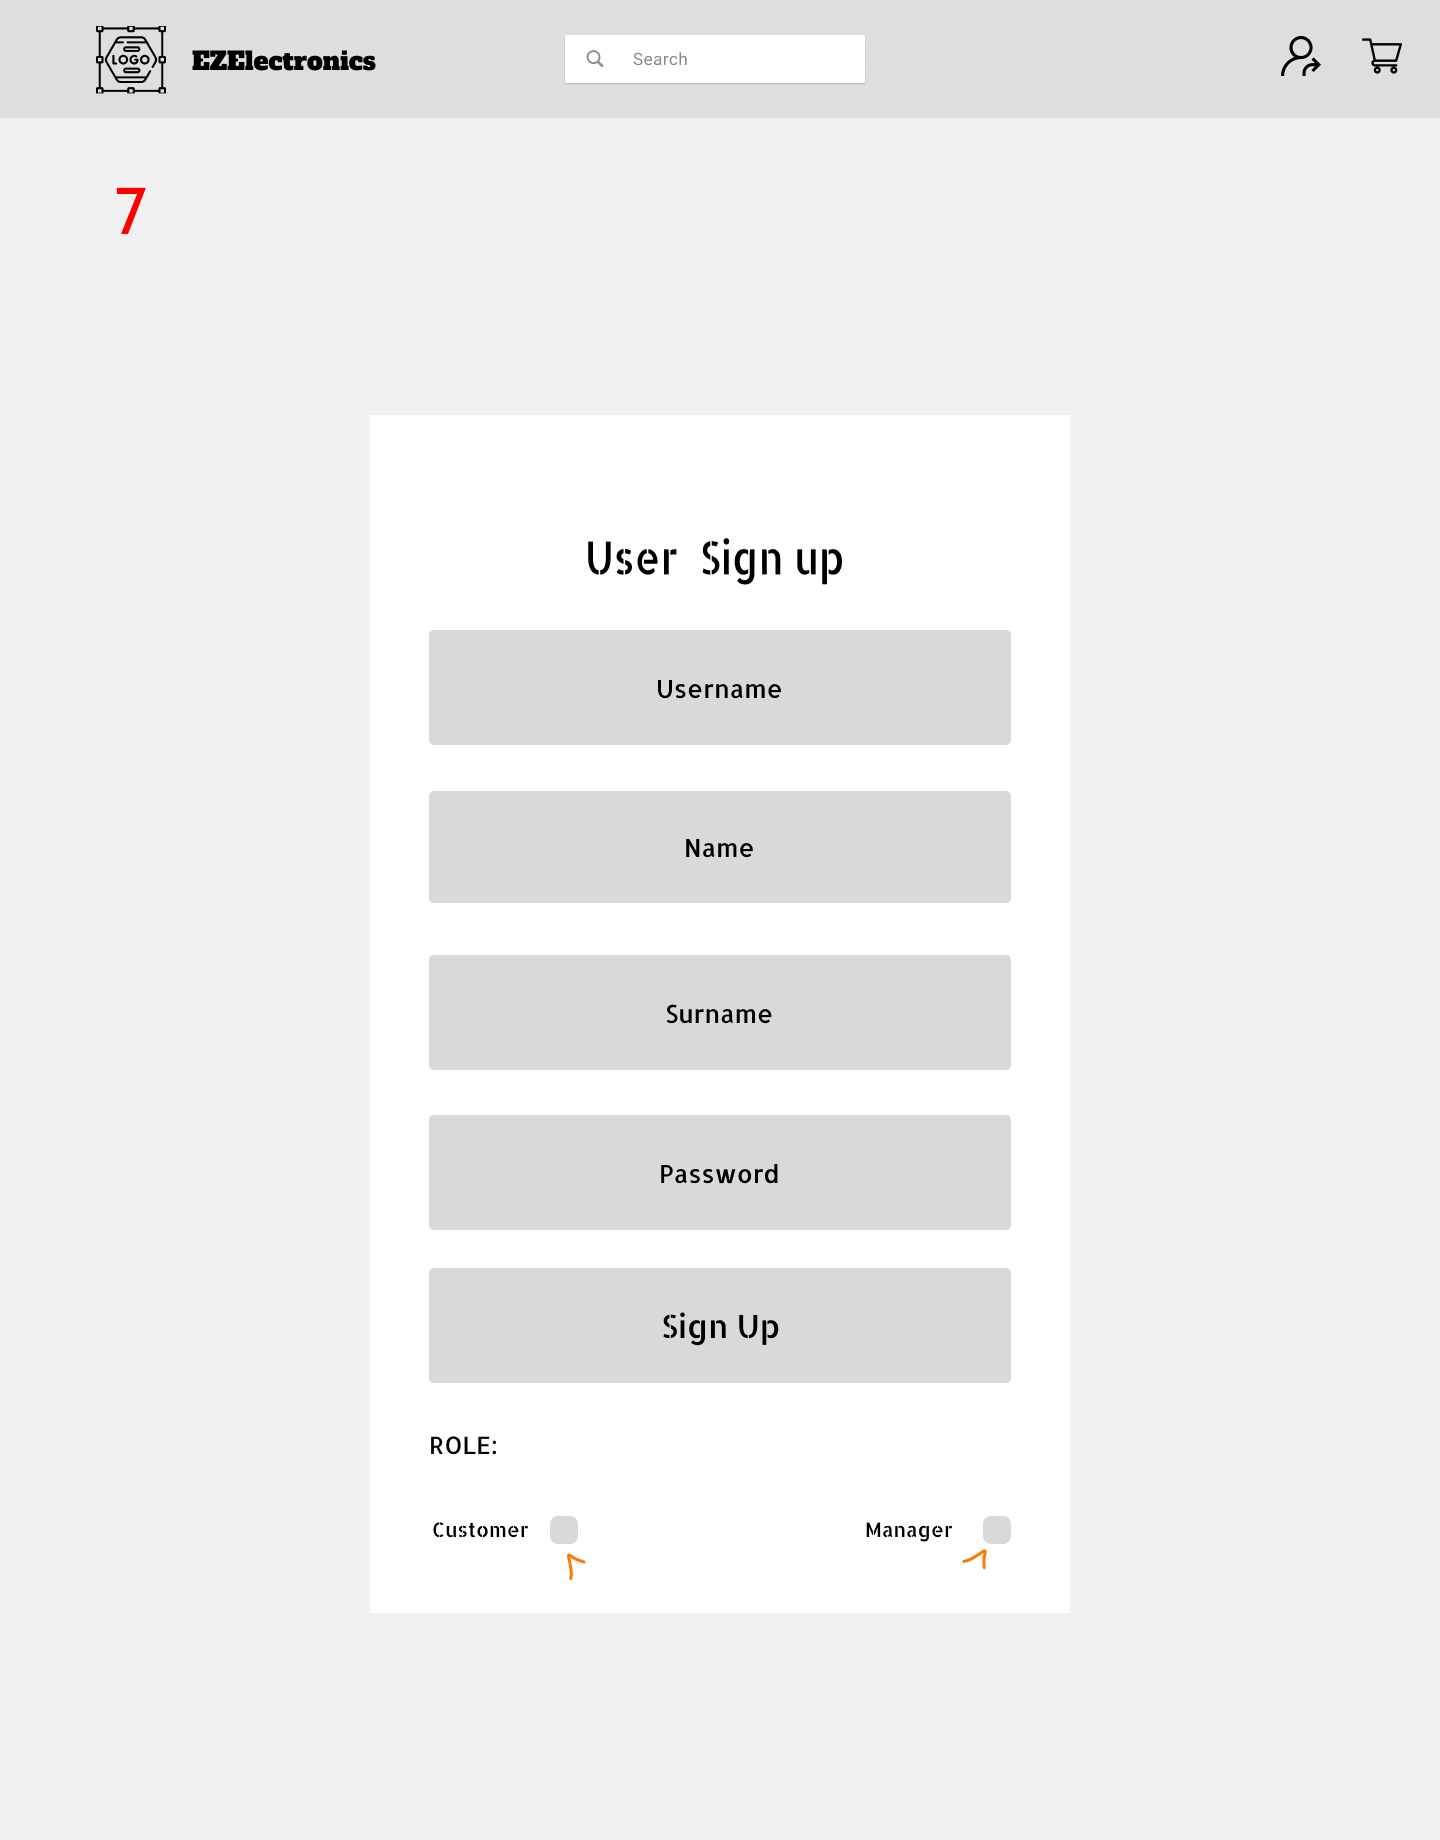 LOGO
EZElectronics
Search
7
User Sign up
Username
Name
Surname
Password
Sign Up
ROLE:
Customer
Manager